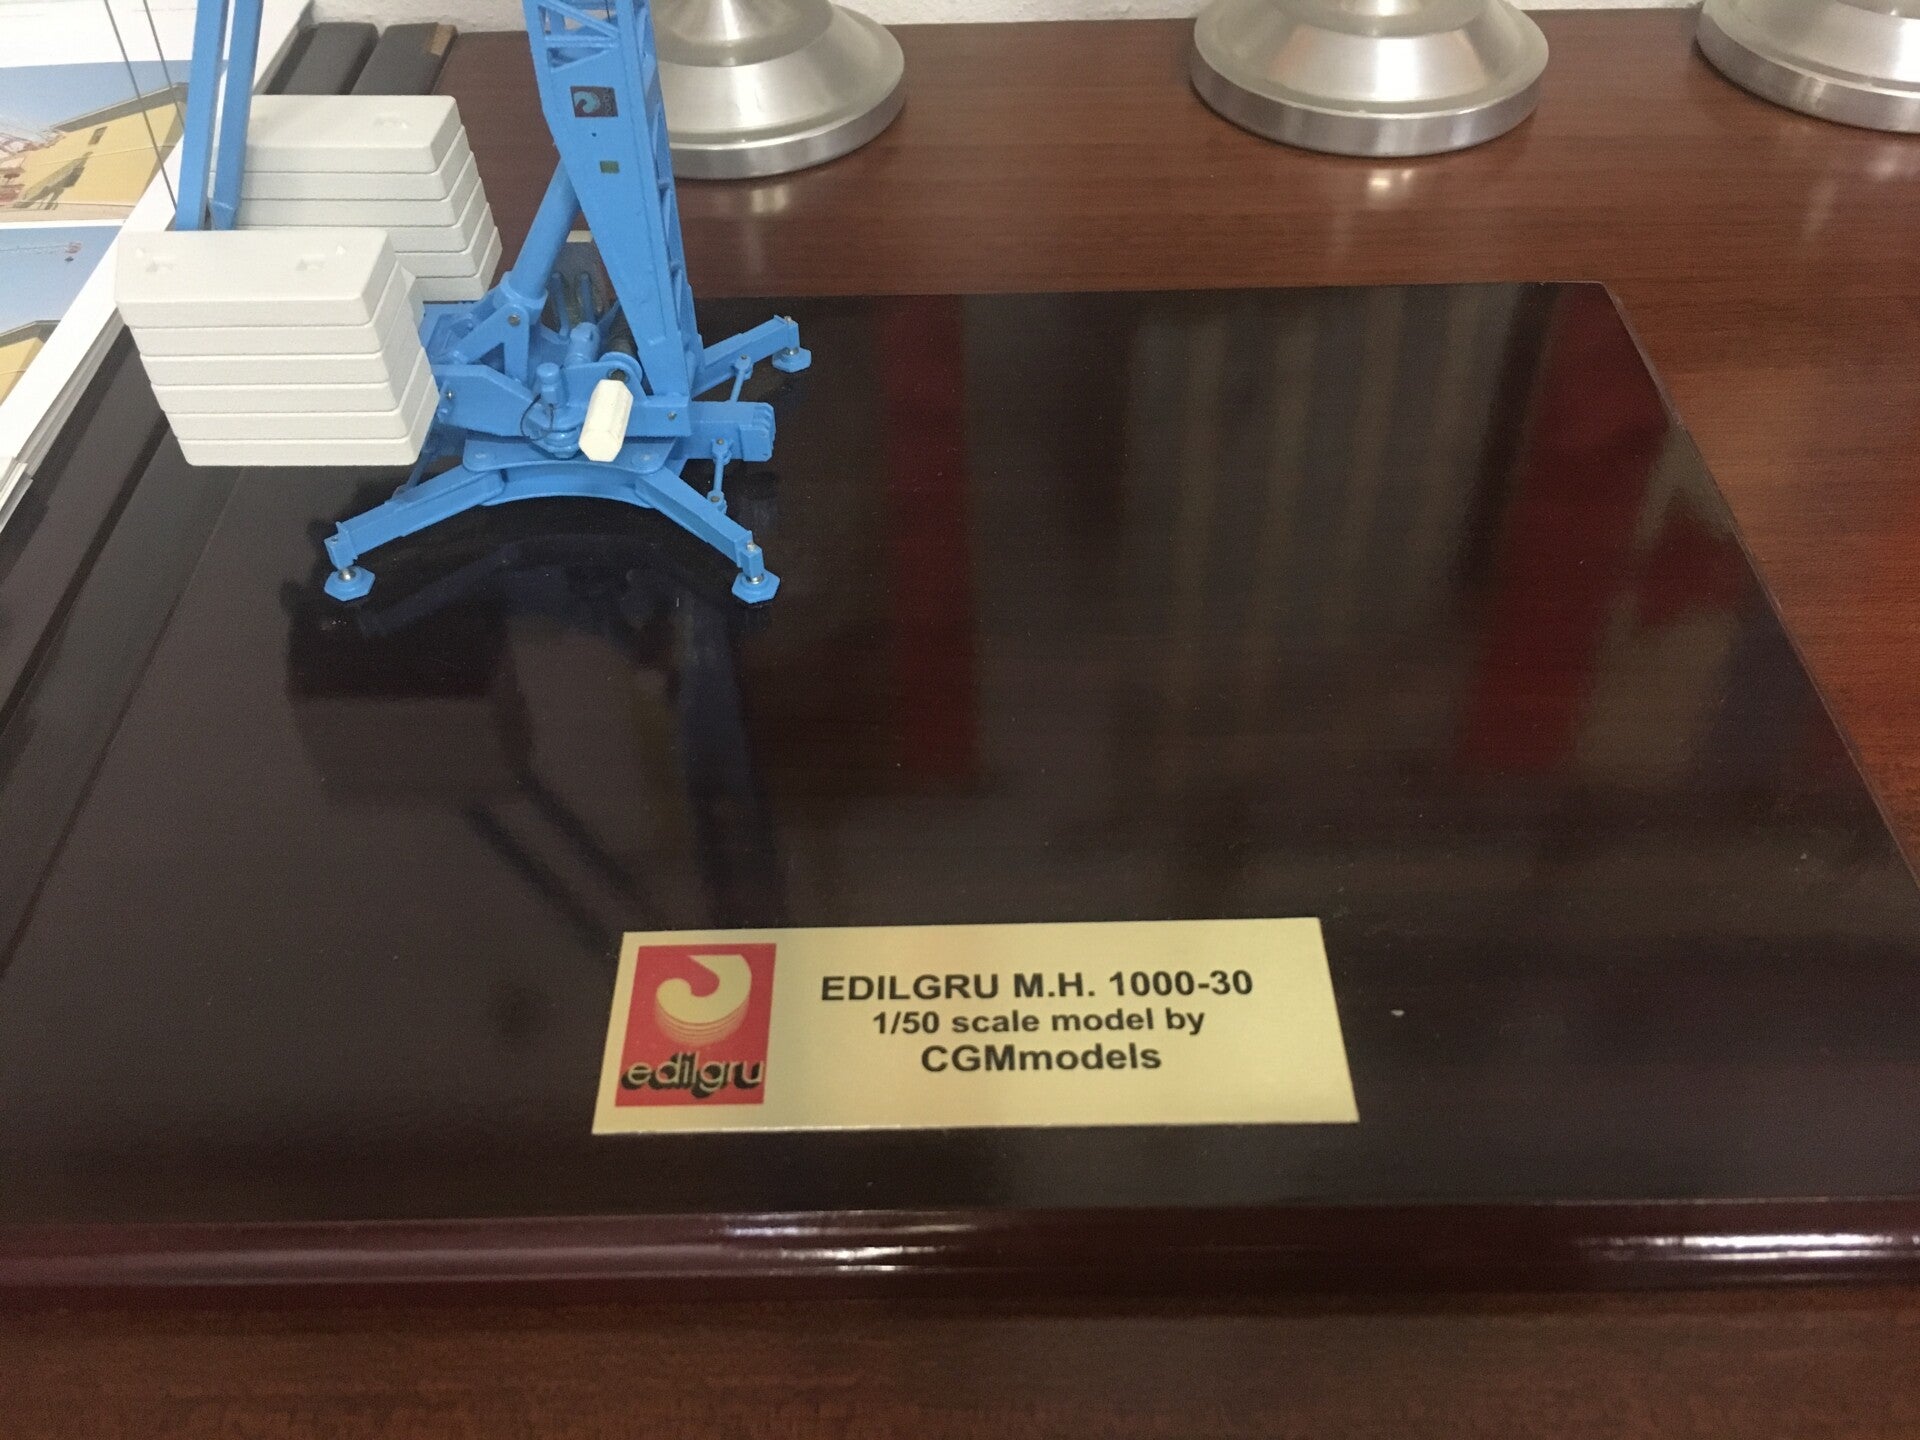 EDILGRU M.H. 1000-30
1/50 scale model by
CGMmodels
edilgru